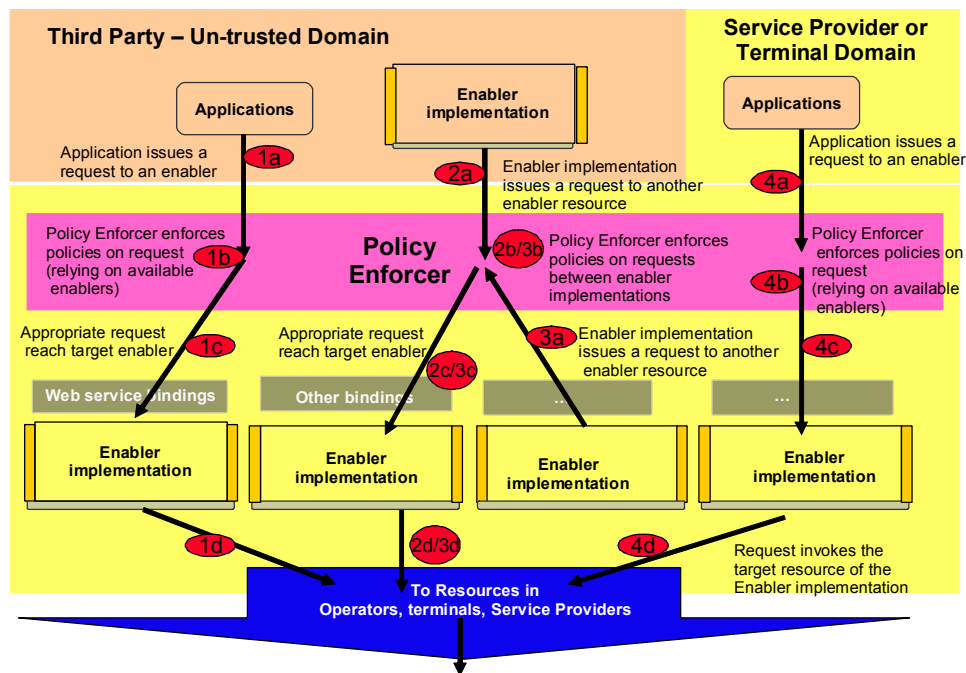 Third Party – Un-trusted Domain
Service Provider or
Terminal Domain
Applications
Enabler
implementation
Applications
Application issues a
request to an enabler
1a
2a
Enabler implementation
issues a request to another
enabler resource
4a
Application issues a
request to an enabler
Policy Enforcer enforces
policies on request
(relying on available
enablers)
1b
Policy
Enforcer
2b/3b
Policy Enforcer enforces
policies on requests
between enabler
implementations
4b
Policy Enforcer
enforces policies on
request
(relying on available
enablers)
Appropriate request
reach target enabler
1c
Appropriate request
reach target enabler
2c/3c
3a
Enabler implementation
issues a request to another
enabler resource
4c
Web service bindings
Other bindings
...
...
Enabler
implementation
Enabler
implementation
Enabler
implementation
Enabler
implementation
1d
2d/3d
4d
Request invokes the
target resource of the
Enabler implementation
To Resources in
Operators, terminals, Service Providers